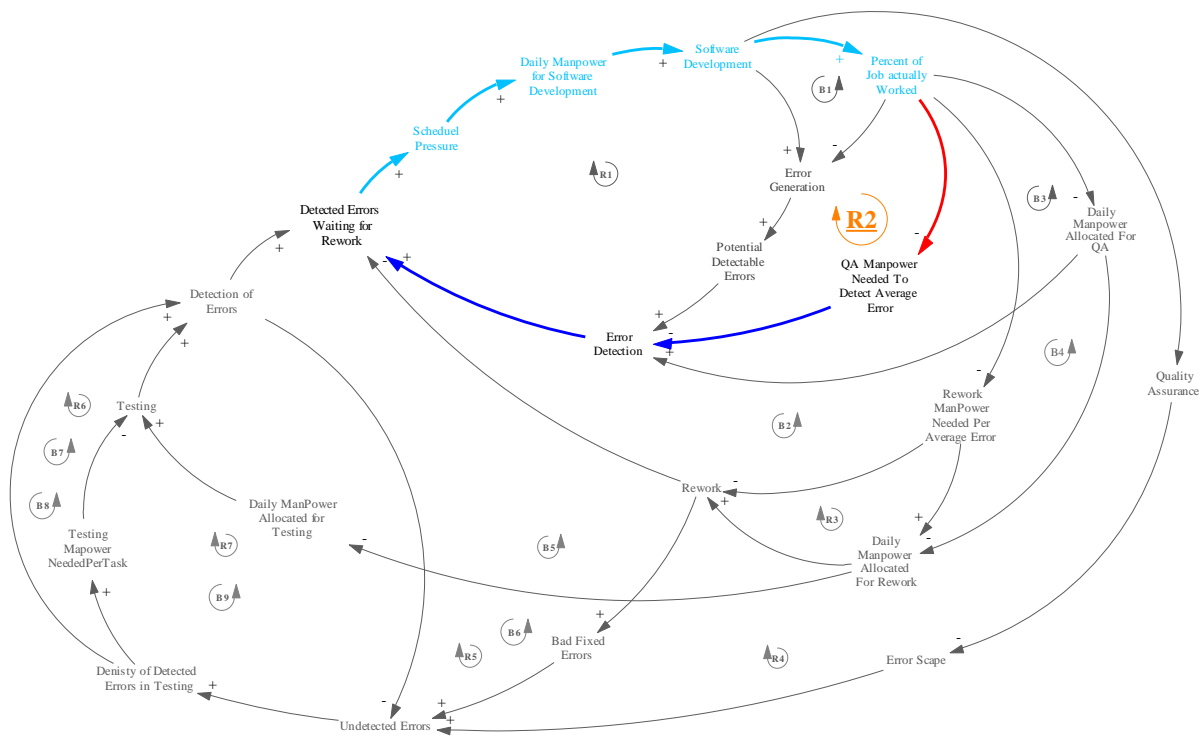 Software
Development
Percent of
Job actually
Worked
Daily Manpower
for Software
Development
Scheduel
Pressure
Detected Errors
Waiting for
Rework
Error
Generation
Potential
Detectable
Errors
QA Manpower
Needed To
Detect Average
Error
Daily
Manpower
Allocated For
QA
Error
Detection
Detection of
Errors
Quality
Assurance
Rework
ManPower
Needed Per
Average Error
Testing
Rework
Daily ManPower
Allocated for
Testing
Testing
Mapower
NeededPerTask
Daily
Manpower
Allocated
For Rework
Bad Fixed
Errors
Error Scape
Denisty of Detected
Errors in Testing
Undetected Errors
B1
R1
B3
R2
B4
R6
B2
B7
B8
R3
R7
B5
B9
B6
R5
R4
+
+
+
+
+
+
-
-
-
+
+
-
+
-
+
+
-
+
+
-
+
-
-
+
+
-
-
+
+
-
+
-
+
+
+